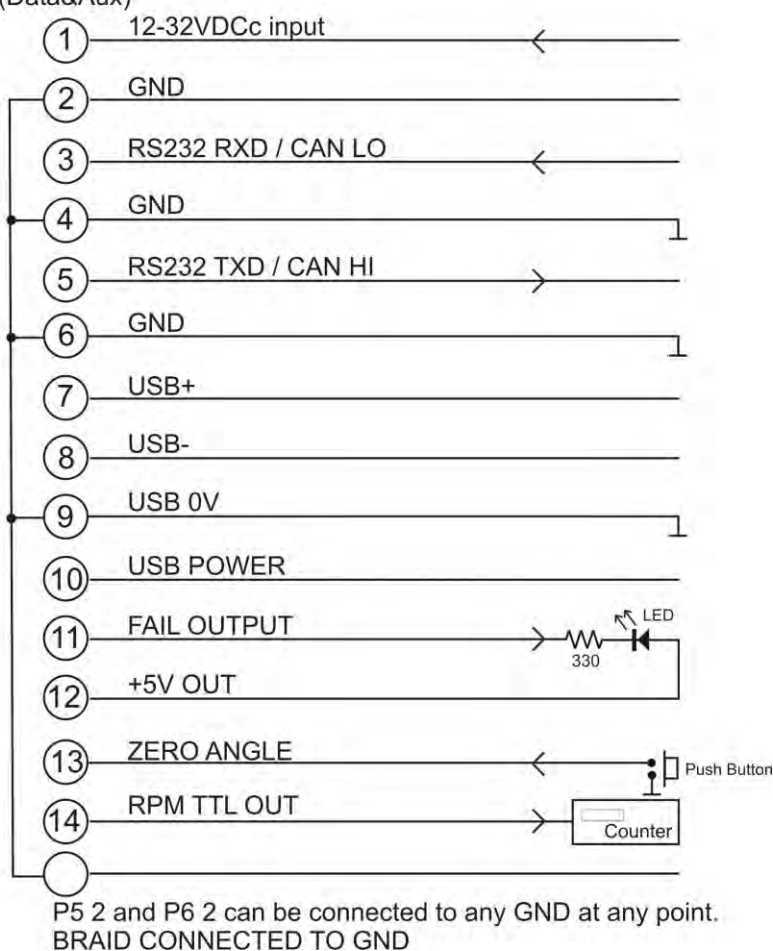 (Data&Aux)
1 12-32VDCc input
2 GND
3 RS232 RXD / CAN LO
4 GND
5 RS232 TXD / CAN HI
6 GND
7 USB+
8 USB-
9 USB 0V
10 USB POWER
11 FAIL OUTPUT 330 LED
12 +5V OUT
13 ZERO ANGLE Push Button
14 RPM TTL OUT Counter
P5 2 and P6 2 can be connected to any GND at any point.
BRAID CONNECTED TO GND